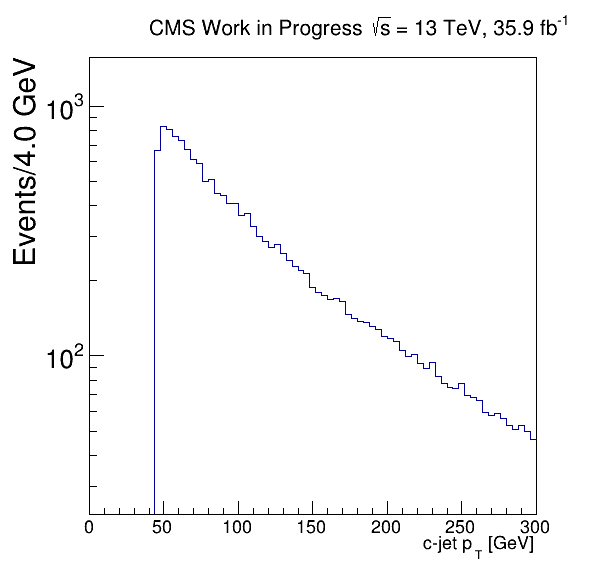 CMS Work in Progress √s = 13 TeV, 35.9 fb⁻¹
Events/4.0 GeV
10³
10²
0 50 100 150 200 250 300
c-jet p_T [GeV]